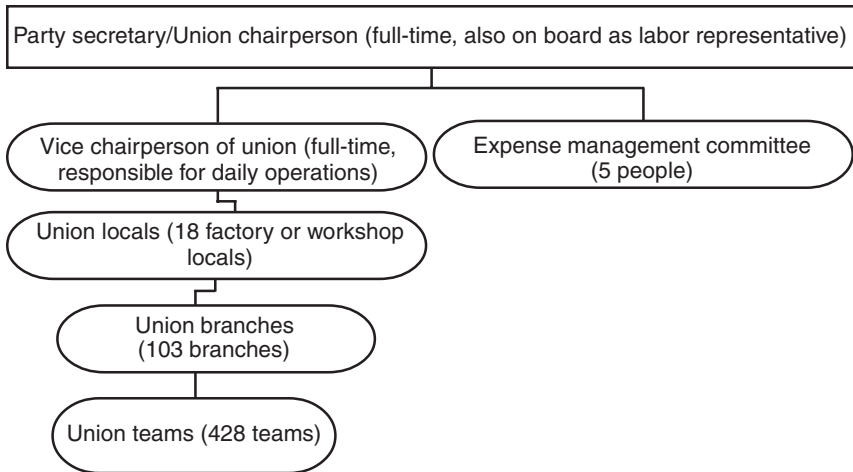 Party secretary/Union chairperson (full-time, also on board as labor representative)
Vice chairperson of union (full-time,
responsible for daily operations)
Expense management committee
(5 people)
Union locals (18 factory or workshop
locals)
Union branches
(103 branches)
Union teams (428 teams)